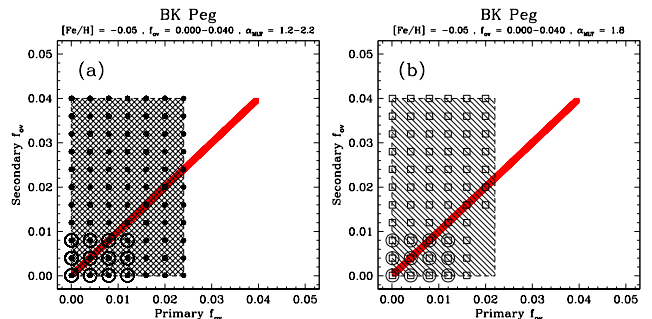 BK Peg
[Fe/H] = −0.05 , f_ov = 0.000−0.040 , α_MLT = 1.2−2.2
(a)
0.05
0.04
0.03
0.02
0.01
0.00
Secondary f_ov
0.00 0.01 0.02 0.03 0.04 0.05
Primary f_ov
BK Peg
[Fe/H] = −0.05 , f_ov = 0.000−0.040 , α_MLT = 1.8
(b)
0.05
0.04
0.03
0.02
0.01
0.00
Secondary f_ov
0.00 0.01 0.02 0.03 0.04 0.05
Primary f_ov